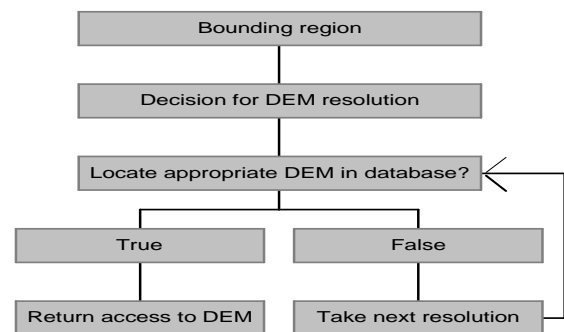 Bounding region
Decision for DEM resolution
Locate appropriate DEM in database?
True
False
Return access to DEM
Take next resolution